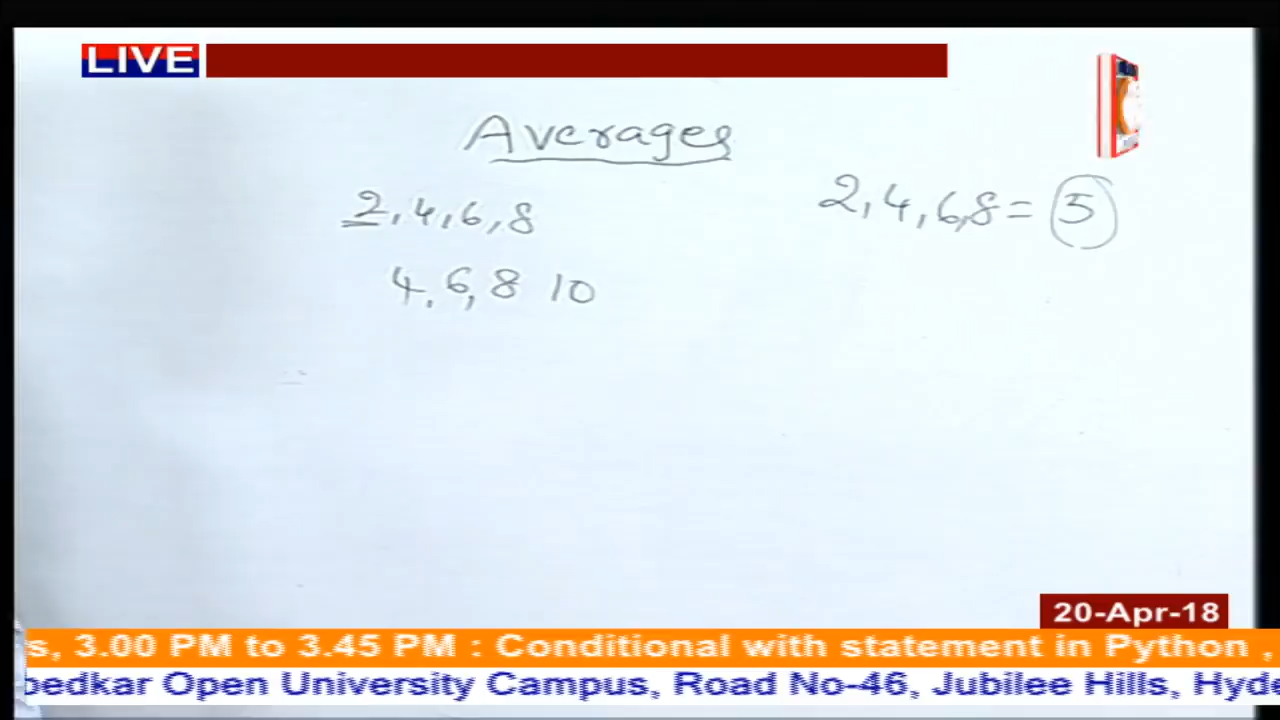 LIVE
Averages
2, 4, 6, 8
2, 4, 6, 8 = 5
4, 6, 8 10
20-Apr-18
s, 3.00 PM to 3.45 PM : Conditional with statement in Python ,
bedkar Open University Campus, Road No-46, Jubilee Hills, Hyde